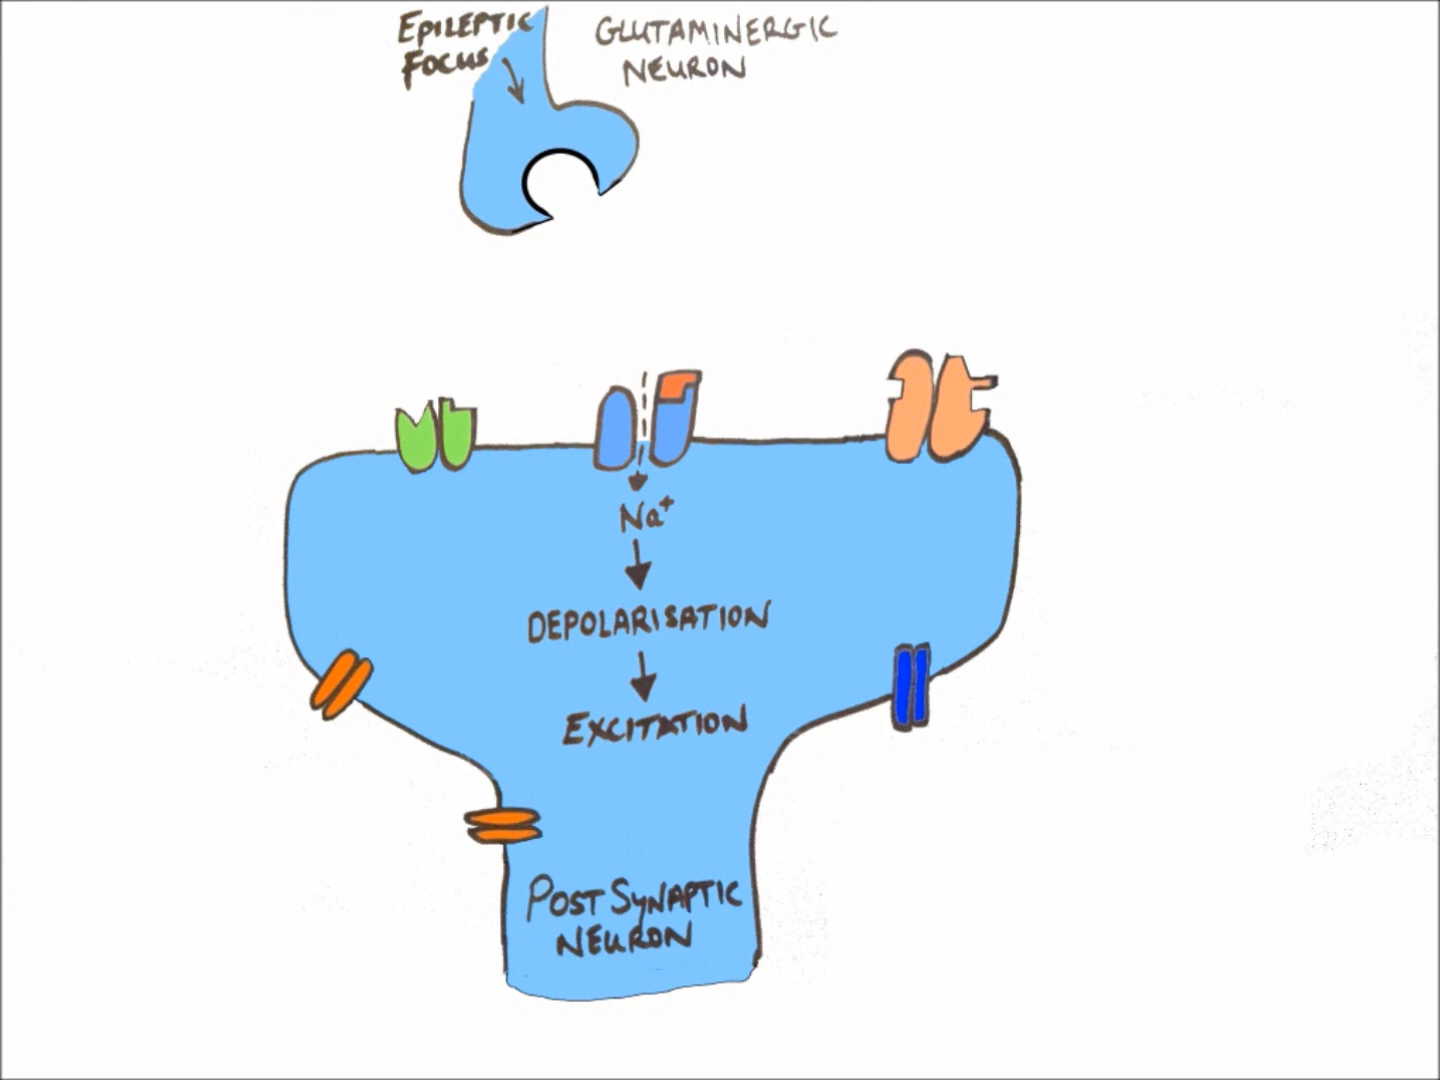 EPILEPTIC
FOCUS
GLUTAMINERGIC
NEURON
Na+
DEPOLARISATION
EXCITATION
POST SYNAPTIC
NEURON